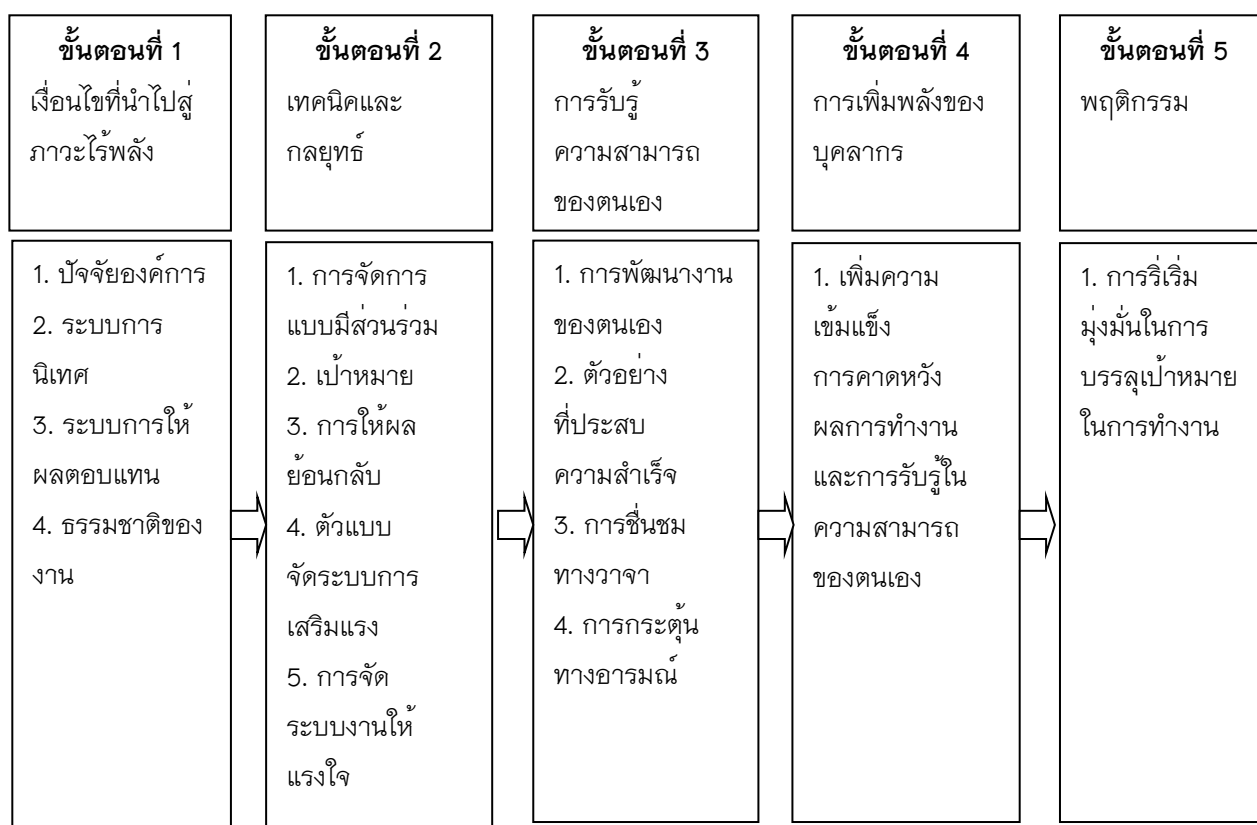 ขั้นตอนที่ 1
เงื่อนไขที่นำไปสู่
ภาวะไร้พลัง
ขั้นตอนที่ 2
เทคนิคและ
กลยุทธ์
ขั้นตอนที่ 3
การรับรู้
ความสามารถ
ของตนเอง
ขั้นตอนที่ 4
การเพิ่มพลังของ
บุคลากร
ขั้นตอนที่ 5
พฤติกรรม
1. ปัจจัยองค์การ
2. ระบบการ
นิเทศ
3. ระบบการให้
ผลตอบแทน
4. ธรรมชาติของ
งาน
1. การจัดการ
แบบมีส่วนร่วม
2. เป้าหมาย
3. การให้ผล
ย้อนกลับ
4. ตัวแบบ
จัดระบบการ
เสริมแรง
5. การจัด
ระบบงานให้
แรงใจ
1. การพัฒนางาน
ของตนเอง
2. ตัวอย่าง
ที่ประสบ
ความสำเร็จ
3. การชื่นชม
ทางวาจา
4. การกระตุ้น
ทางอารมณ์
1. เพิ่มความ
เข้มแข็ง
การคาดหวัง
ผลการทำงาน
และการรับรู้ใน
ความสามารถ
ของตนเอง
1. การริ่เริ่ม
มุ่งมั่นในการ
บรรลุเป้าหมาย
ในการทำงาน